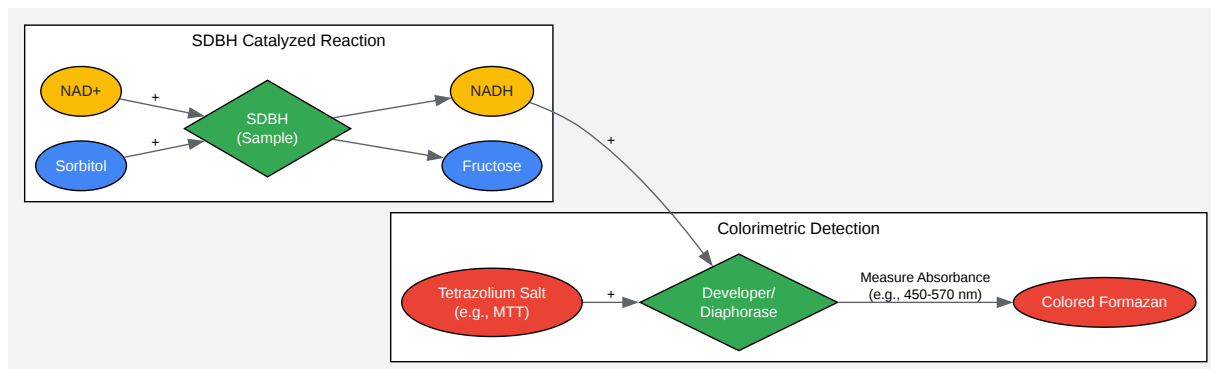 SDBH Catalyzed Reaction
NAD+
+
SDBH
(Sample)
NADH
Sorbitol
+
Fructose
+
Colorimetric Detection
Tetrazolium Salt
(e.g., MTT)
+
Developer/
Diaphorase
Measure Absorbance
(e.g., 450-570 nm)
Colored Formazan